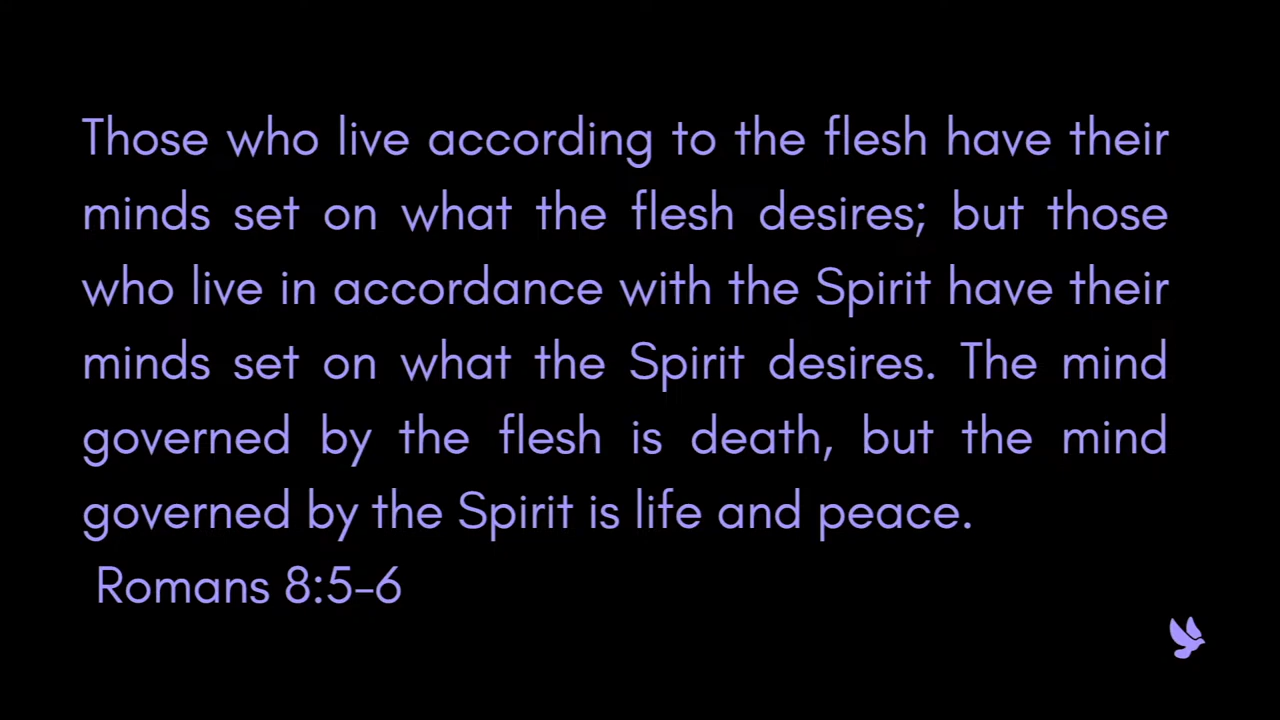 Those who live according to the flesh have their
minds set on what the flesh desires; but those
who live in accordance with the Spirit have their
minds set on what the Spirit desires. The mind
governed by the flesh is death, but the mind
governed by the Spirit is life and peace.
Romans 8:5-6